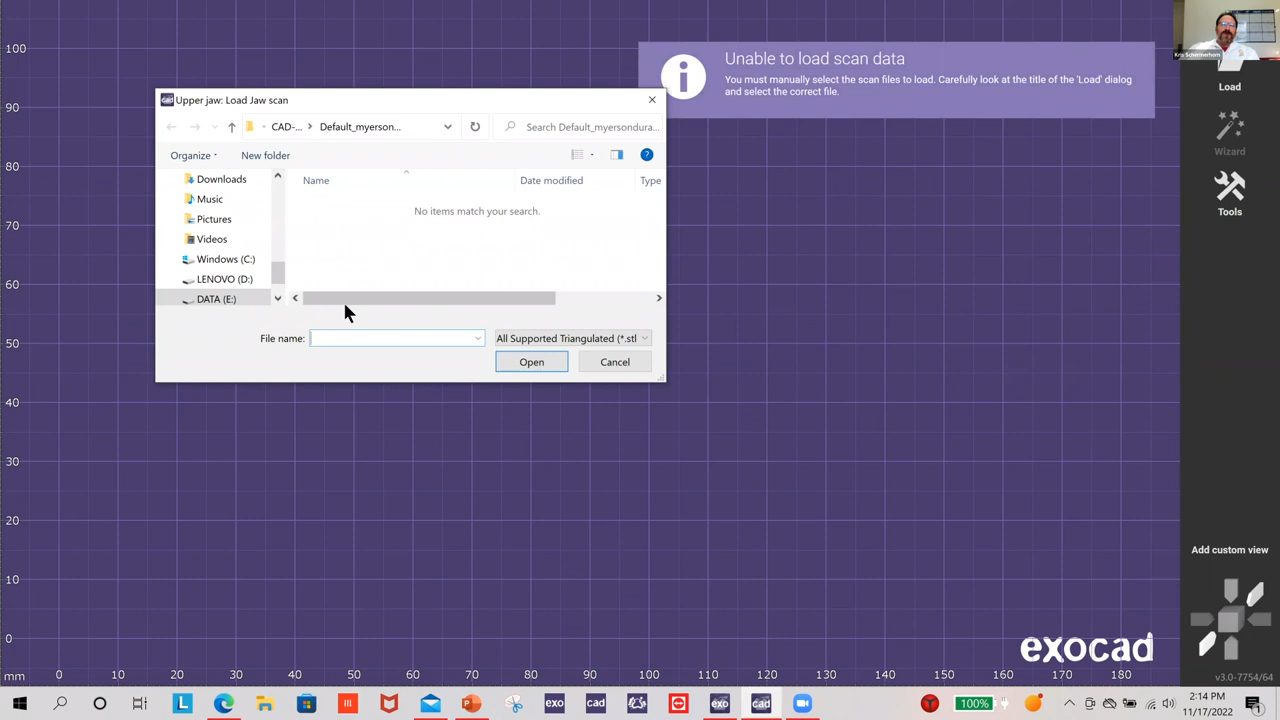 Unable to load scan data
You must manually select the scan files to load. Carefully look at the title of the 'Load' dialog
and select the correct file.
Kris Schermerhorn
Load
Wizard
Tools
Upper jaw: Load Jaw scan
CAD-... > Default_myerson...
Search Default_myersondura...
Organize
New folder
Name
Date modified
Type
Downloads
Music
Pictures
Videos
Windows (C:)
LENOVO (D:)
DATA (E:)
No items match your search.
File name:
All Supported Triangulated (*.stl
Open
Cancel
100
90
80
70
60
50
40
30
20
10
0
mm
0 10 20 30 40 50 60 70 80 90 100 110 120 130 140 150 160 170 180
Add custom view
exocad
v3.0-7754/64
L
exo
cad
exo
cad
100%
2:14 PM
11/17/2022
1